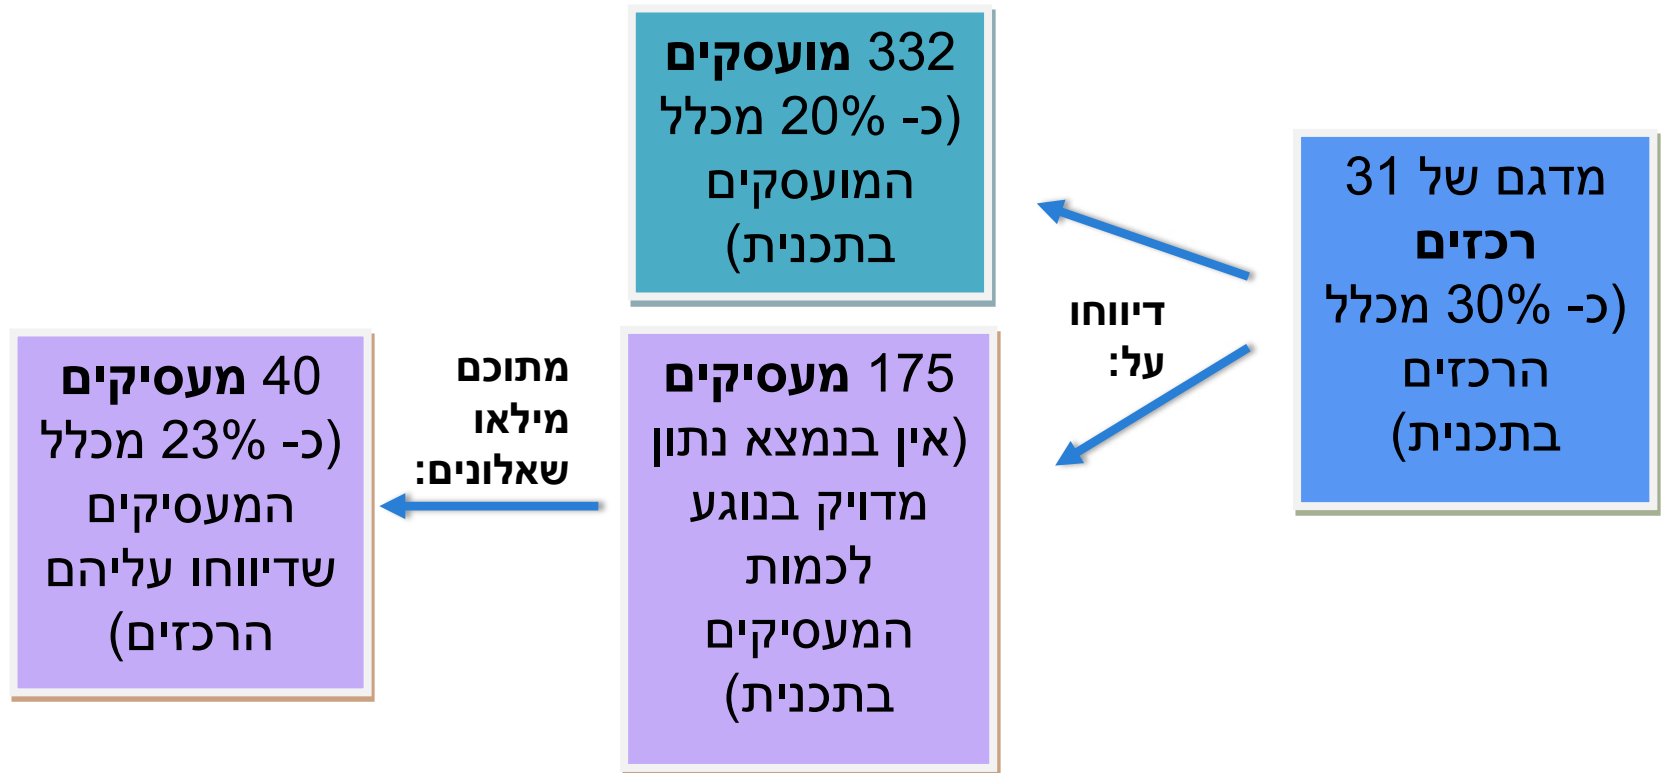 מדגם של 31
רכזים
(כ- 30% מכלל
הרכזים
בתכנית)
דיווחו
על:
332 מועסקים
(כ- 20% מכלל
המועסקים
בתכנית)
175 מעסיקים
(אין בנמצא נתון
מדויק בנוגע
לכמות
המעסיקים
בתכנית)
מתוכם
מילאו
שאלונים:
40 מעסיקים
(כ- 23% מכלל
המעסיקים
שדיווחו עליהם
הרכזים)